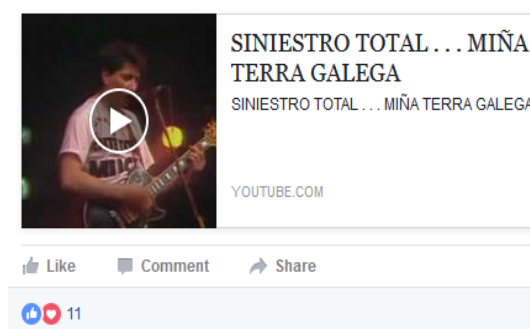 SINIESTRO TOTAL . . . MIÑA
TERRA GALEGA
SINIESTRO TOTAL . . . MIÑA TERRA GALEGA
YOUTUBE.COM
Like Comment Share
11